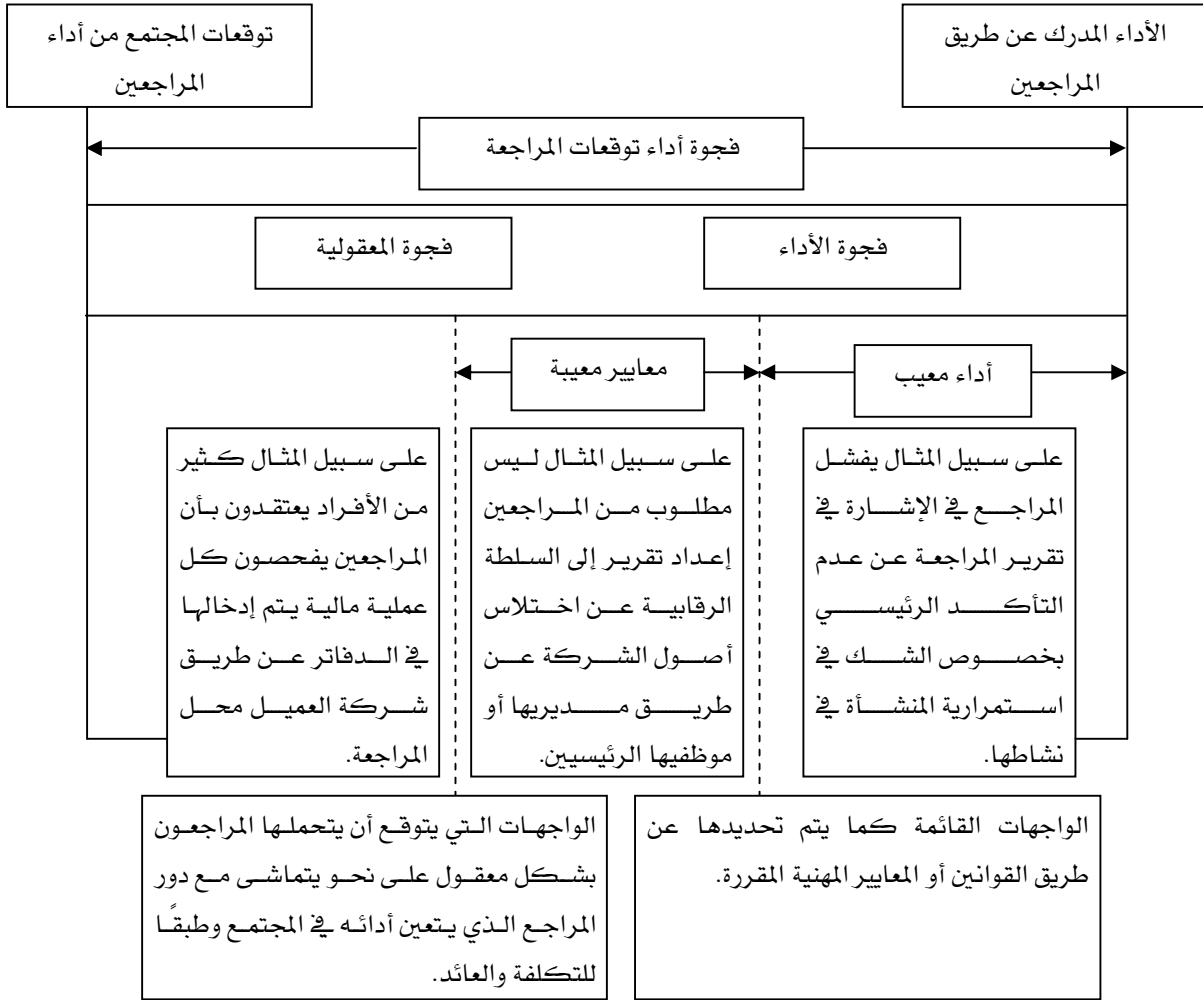 الأداء المدرك عن طريق
المراجعين
توقعات المجتمع من أداء
المراجعين
فجوة أداء توقعات المراجعة
فجوة الأداء
فجوة المعقولية
أداء معيب
معايير معيبة
على سبيل المثال يفشل
المراجع في الإشارة في
تقرير المراجعة عن عدم
التأكد الرئيسي
بخصوص الشك في
استمرارية المنشأة في
نشاطها.
على سبيل المثال ليس
مطلوب من المراجعين
إعداد تقرير إلى السلطة
الرقابية عن اختلاس
أصول الشركة عن
طريق مديريها أو
موظفيها الرئيسيين.
على سبيل المثال كثير
من الأفراد يعتقدون بأن
المراجعين يفحصون كل
عملية مالية يتم إدخالها
في الدفاتر عن طريق
شركة العميل محل
المراجعة.
الواجهات القائمة كما يتم تحديدها عن
طريق القوانين أو المعايير المهنية المقررة.
الواجهات التي يتوقع أن يتحملها المراجعون
بشكل معقول على نحو يتماشى مع دور
المراجع الذي يتعين أدائه في المجتمع وطبقًا
للتكلفة والعائد.